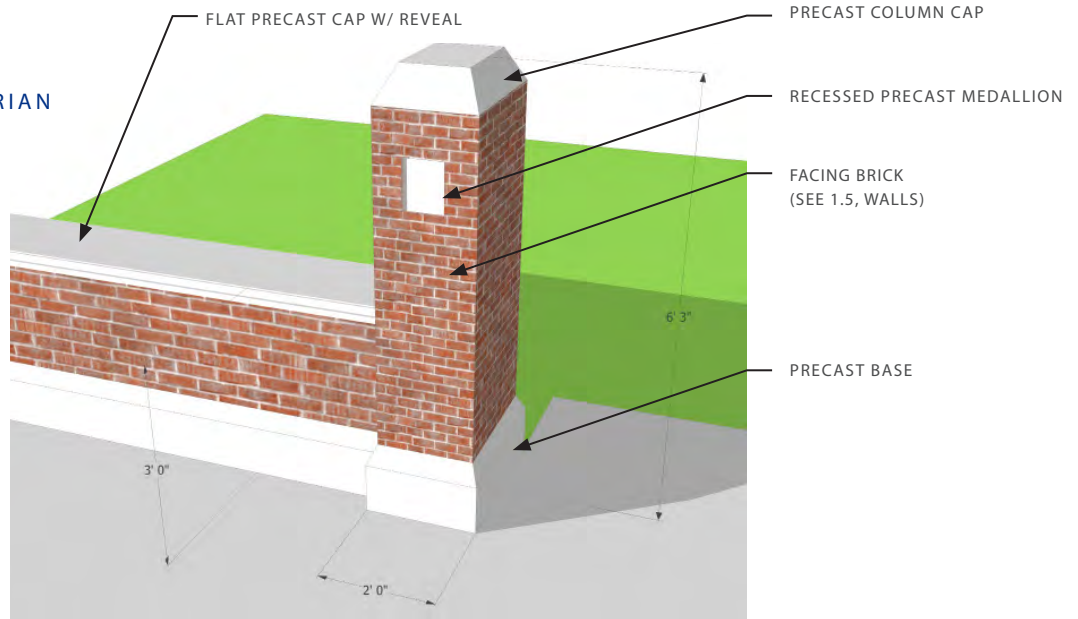 FLAT PRECAST CAP W/ REVEAL
PRECAST COLUMN CAP
RIAN
RECESSED PRECAST MEDALLION
FACING BRICK
(SEE 1.5, WALLS)
6' 3"
PRECAST BASE
3' 0"
2' 0"